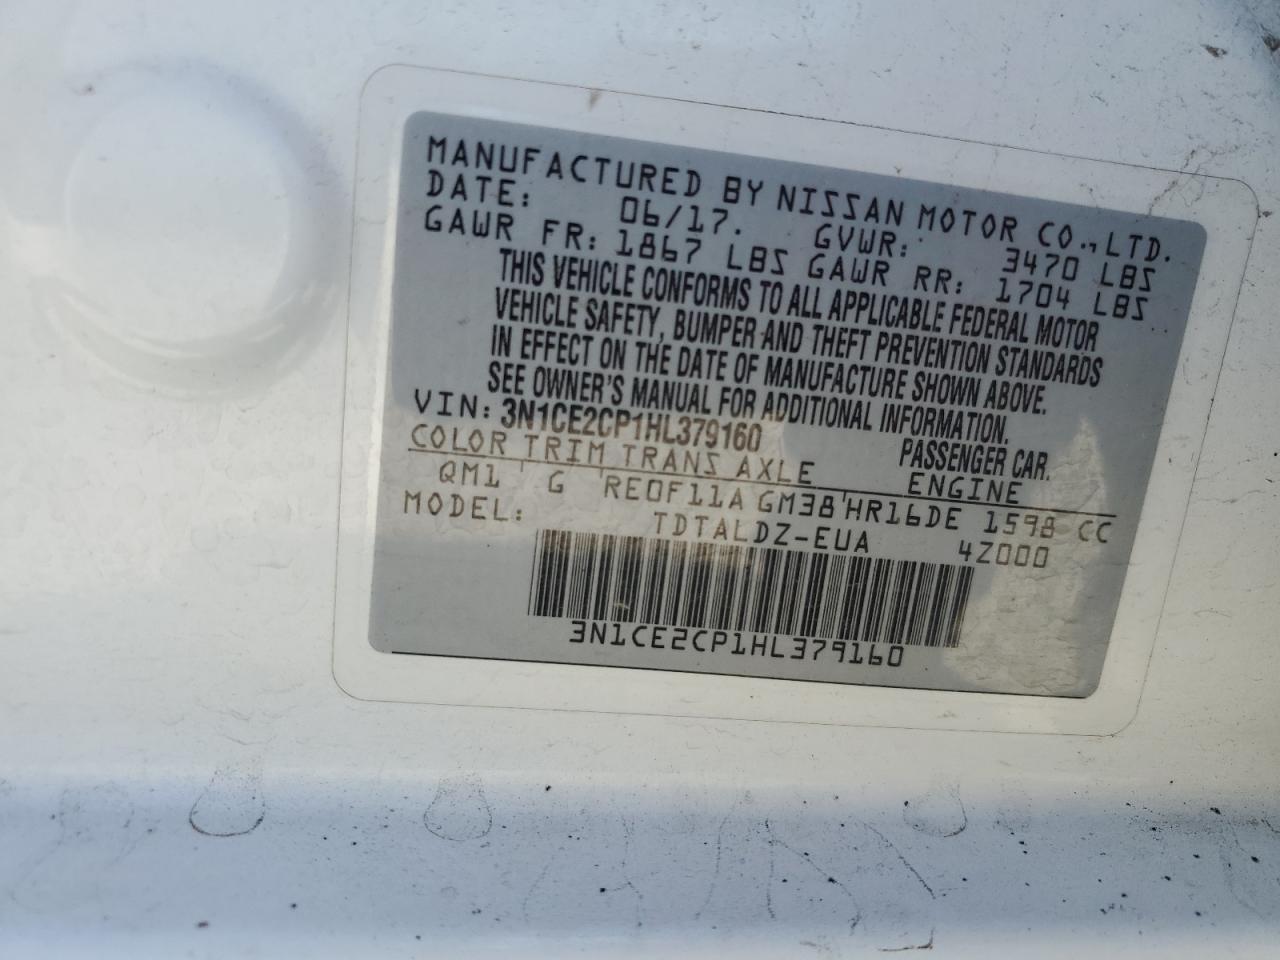 MANUFACTURED BY NISSAN MOTOR CO.,LTD.
DATE: 06/17. GVWR: 3470 LBS
GAWR FR: 1867 LBS GAWR RR: 1704 LBS
THIS VEHICLE CONFORMS TO ALL APPLICABLE FEDERAL MOTOR
VEHICLE SAFETY, BUMPER AND THEFT PREVENTION STANDARDS
IN EFFECT ON THE DATE OF MANUFACTURE SHOWN ABOVE.
SEE OWNER'S MANUAL FOR ADDITIONAL INFORMATION.
VIN: 3N1CE2CP1HL379160 PASSENGER CAR.
COLOR TRIM TRANS AXLE ENGINE
QM1 G RE0F11A GM38 HR16DE 1598 CC
MODEL: TDTALDZ-EUA 4Z000
3N1CE2CP1HL379160